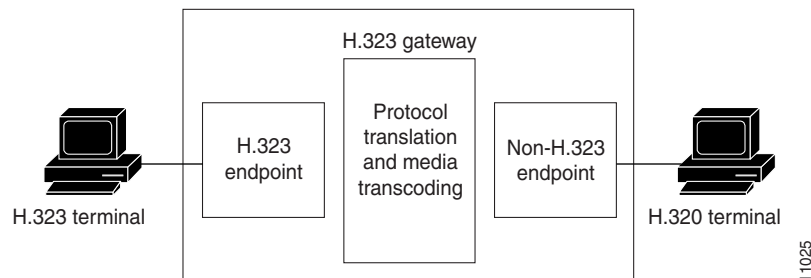 H.323 gateway
H.323
endpoint
Protocol
translation
and media
transcoding
Non-H.323
endpoint
H.323 terminal
H.320 terminal
11025